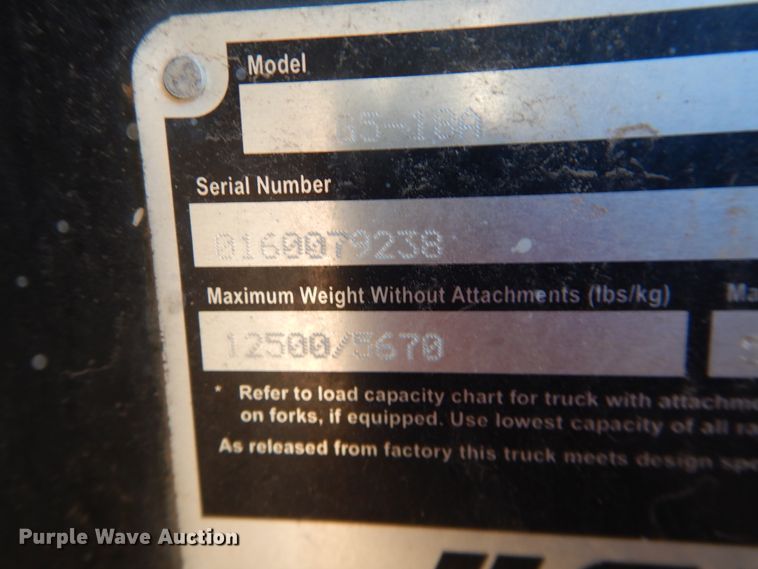 Model
G5-18A
Serial Number
0160079238
Maximum Weight Without Attachments (lbs/kg)
12500/5670
* Refer to load capacity chart for truck with
on forks, if equipped. Use lowest capacity of all
As released from factory this truck meets design
Purple Wave Auction